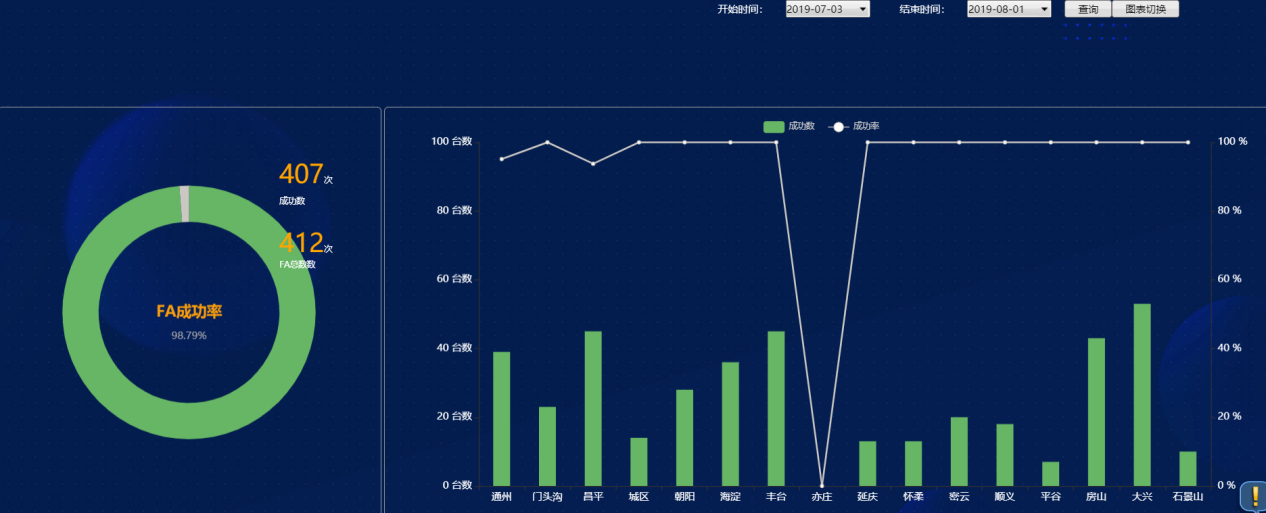 开始时间： 2019-07-03 结束时间： 2019-08-01 查询 图表切换
407次
成功数
412次
FA总数数
FA成功率
98.79%
成功数 成功率
100 台数 100 %
80 台数 80 %
60 台数 60 %
40 台数 40 %
20 台数 20 %
0 台数 0 %
通州 门头沟 昌平 城区 朝阳 海淀 丰台 亦庄 延庆 怀柔 密云 顺义 平谷 房山 大兴 石景山